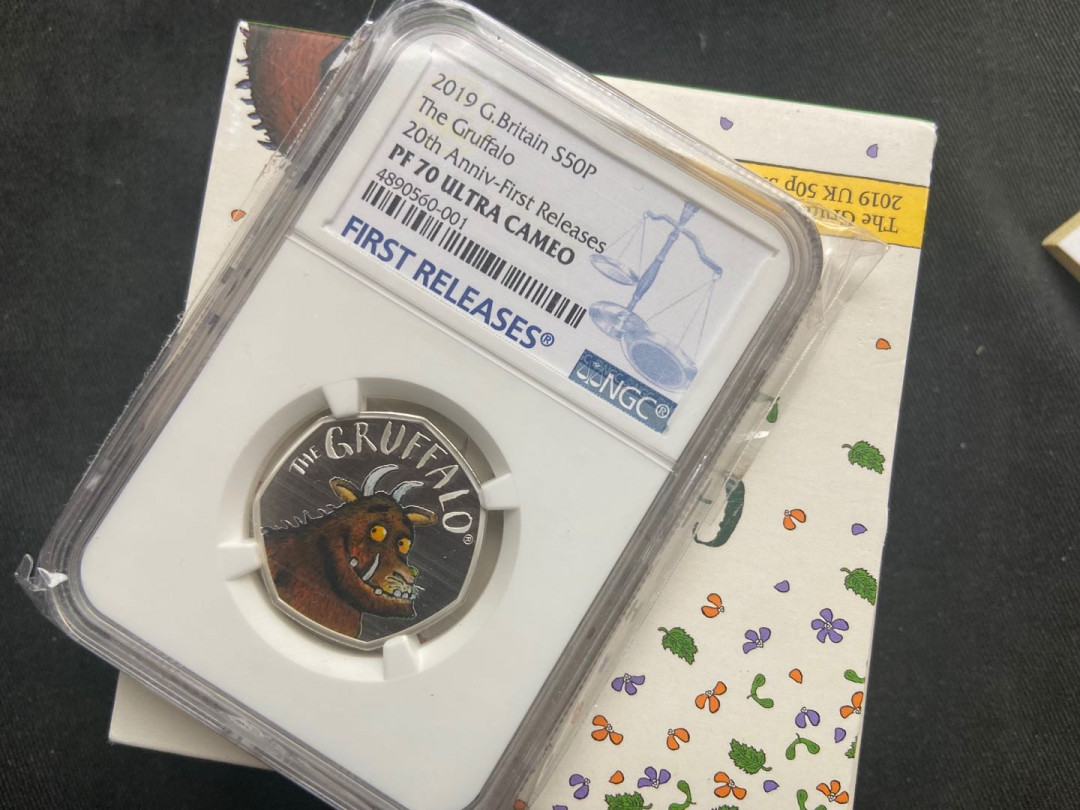 2019 G.Britain S50P
The Gruffalo
20th Anniv-First Releases
PF 70 ULTRA CAMEO
4890560-001
FIRST RELEASES®
NGC®
THE GRUFFALO®
2019 UK 50p